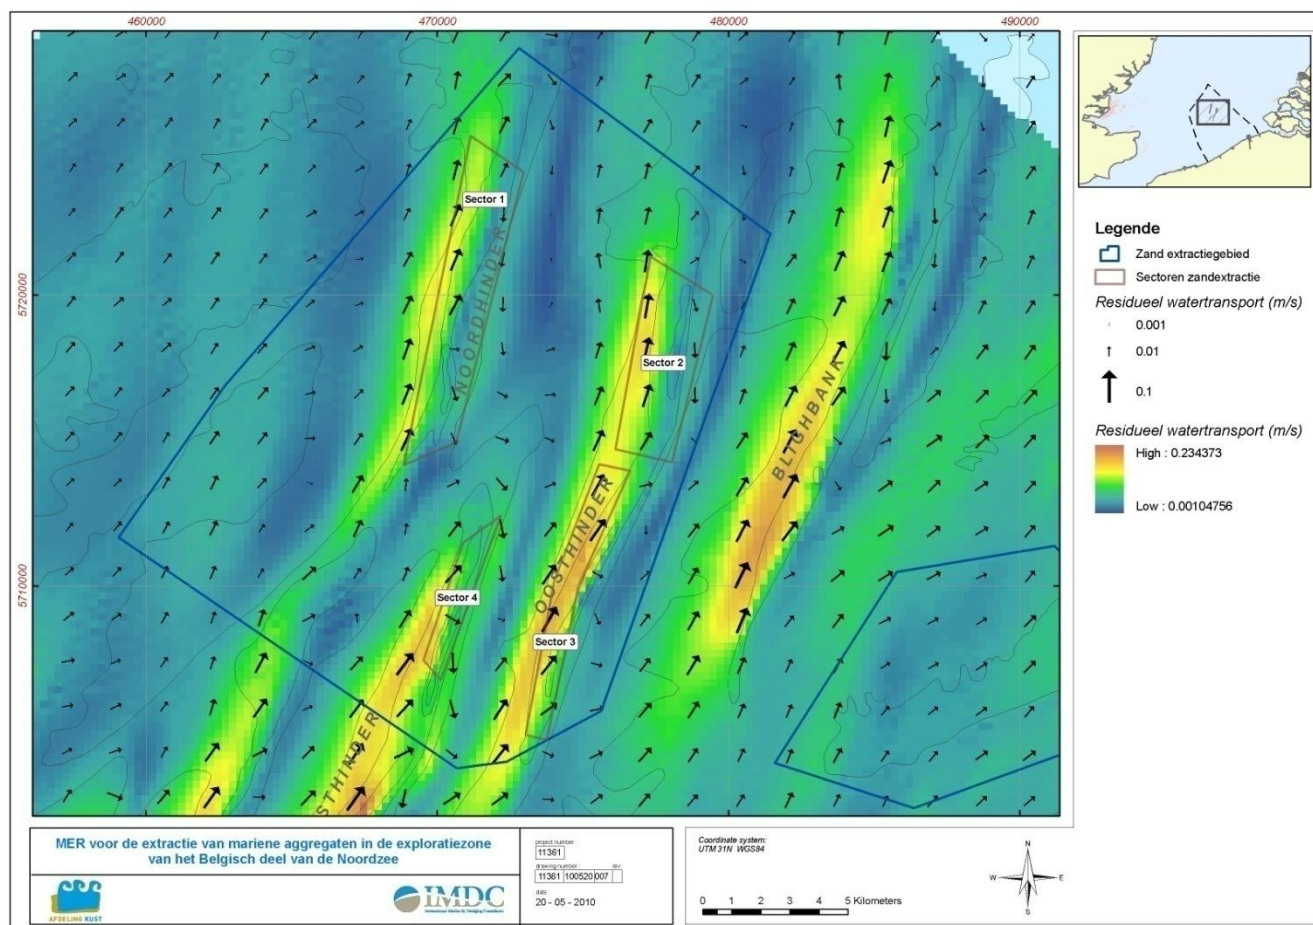 460000
470000
480000
490000
5720000
5710000
Sector 1
NOORDHINDER
Sector 2
BLIGHBANK
OOSTHINDER
Sector 4
Sector 3
STHINDER
Legende
Zand extractiegebied
Sectoren zandextractie
Residueel watertransport (m/s)
0.001
0.01
0.1
Residueel watertransport (m/s)
High : 0.234373
Low : 0.00104756
MER voor de extractie van mariene aggregaten in de exploratiezone
van het Belgisch deel van de Noordzee
AFDELING KUST
IMDC
International Marine & Dredging Consultants
project number
11361
drawing number : rev.
11361 100520 007
date
20 - 05 - 2010
Coordinate system:
UTM 31N WGS84
0 1 2 3 4 5 Kilometers
N
W E
S